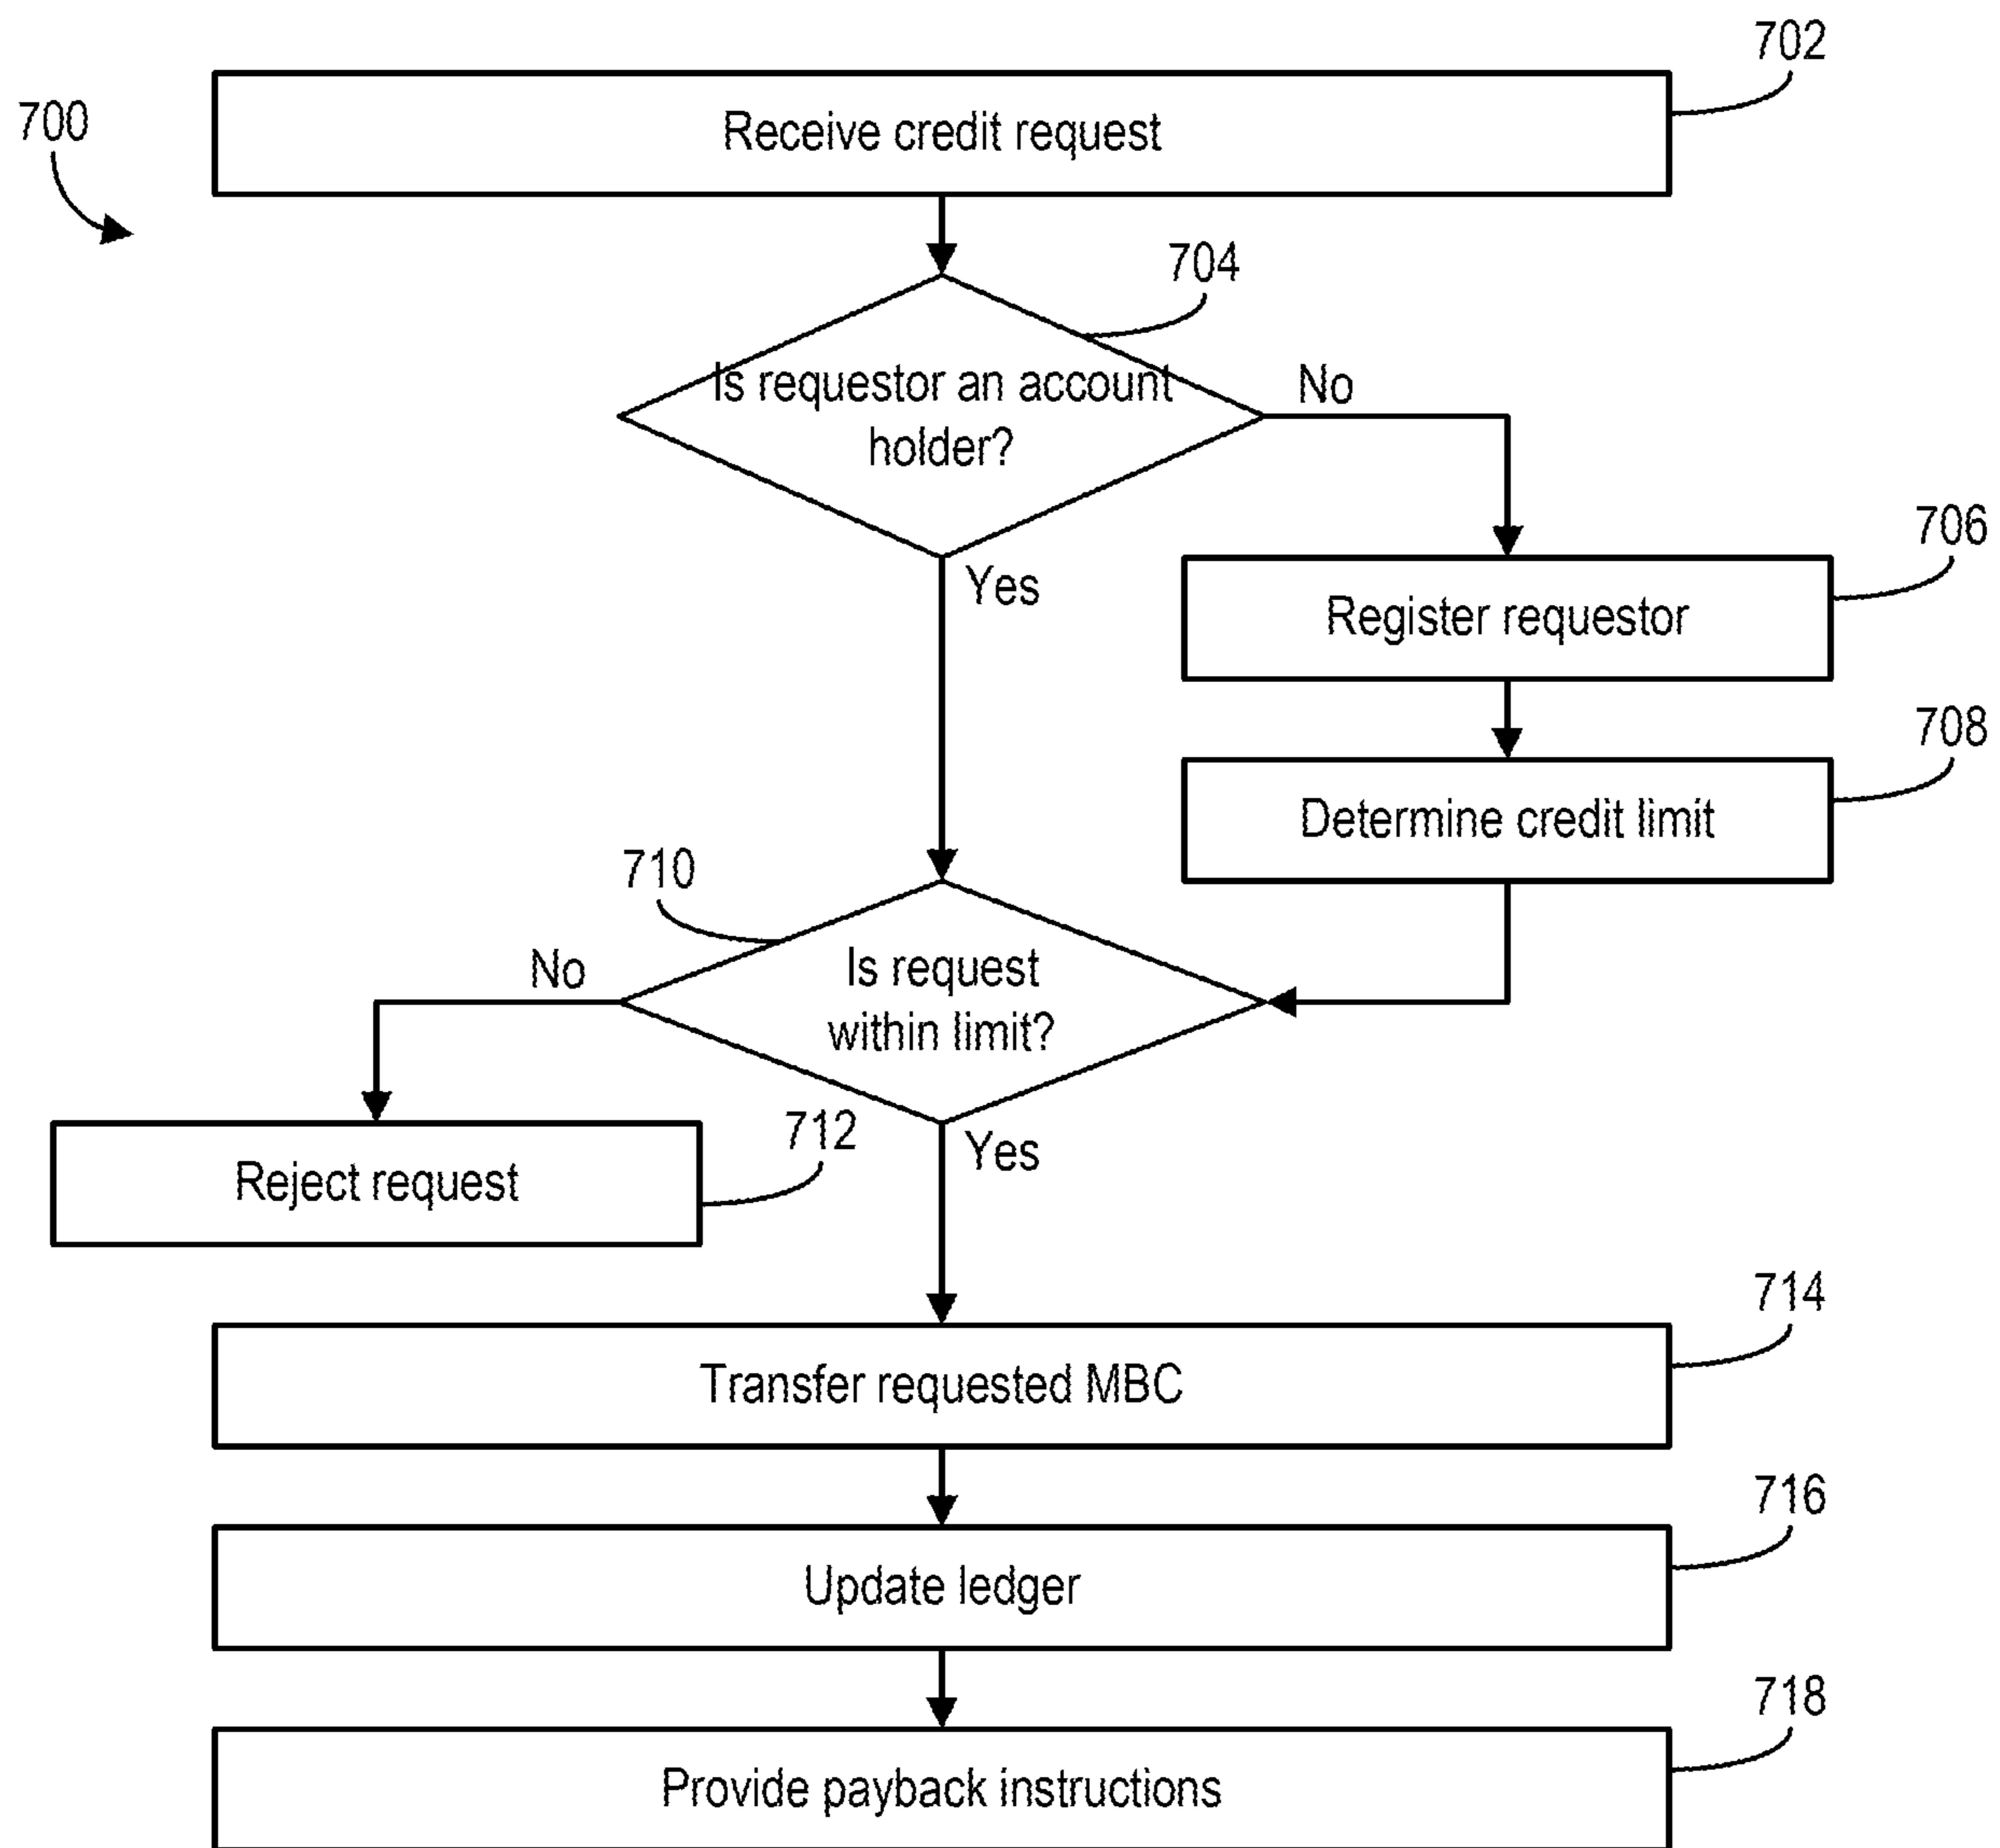 702
700
Receive credit request
704
Is requestor an account
holder?
No
Yes
706
Register requestor
708
Determine credit limit
710
No
Is request
within limit?
Yes
712
Reject request
714
Transfer requested MBC
716
Update ledger
718
Provide payback instructions